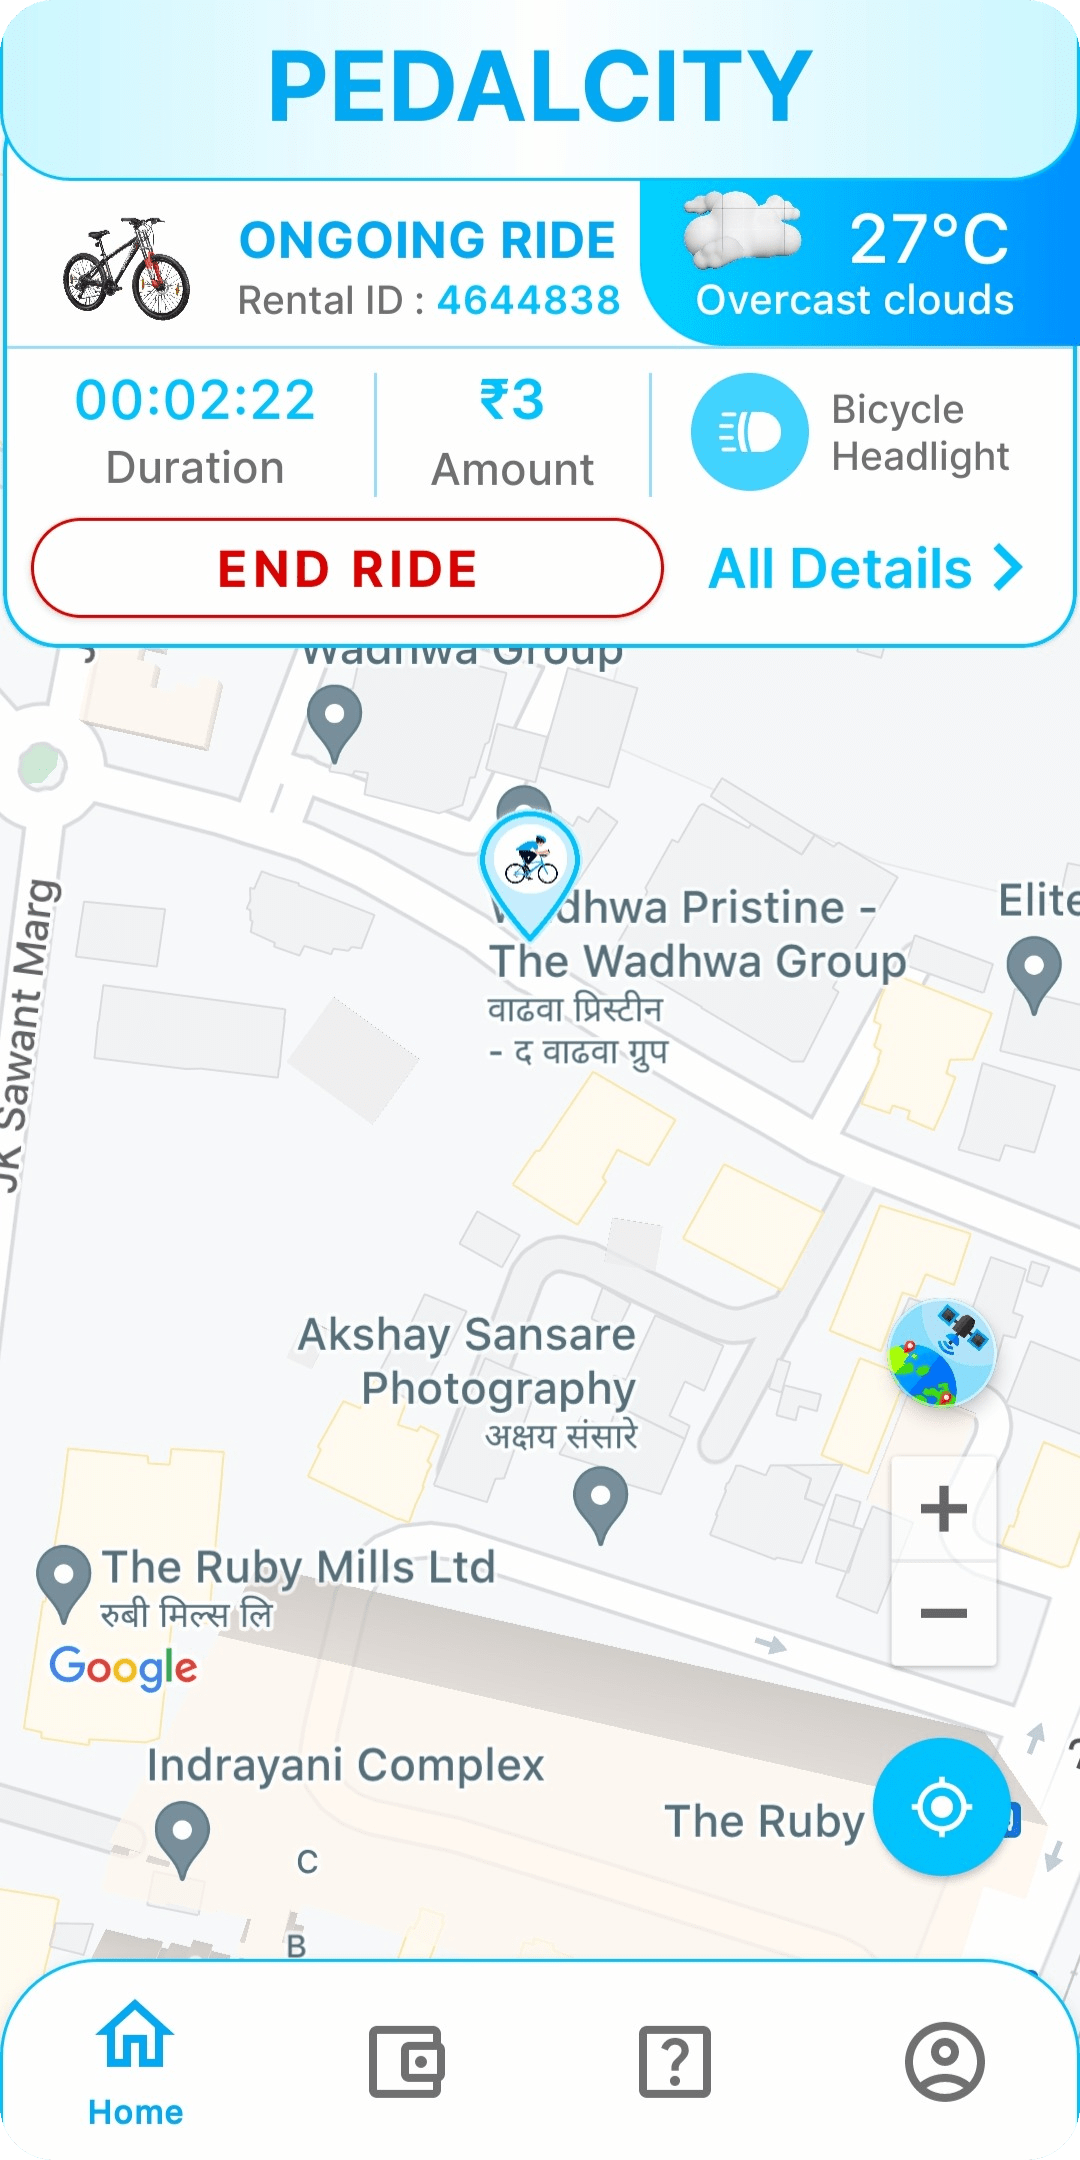 PEDALCITY
ONGOING RIDE
Rental ID : 4644838
27°C
Overcast clouds
00:02:22
Duration
₹3
Amount
Bicycle
Headlight
END RIDE
All Details
Wadhwa Group
Wadhwa Pristine -
The Wadhwa Group
वाढवा प्रिस्टीन
- द वाढवा ग्रुप
Elite
JK Sawant Marg
Akshay Sansare
Photography
अक्षय संसारे
The Ruby Mills Ltd
रुबी मिल्स लि
Google
Indrayani Complex
The Ruby
C
B
Home